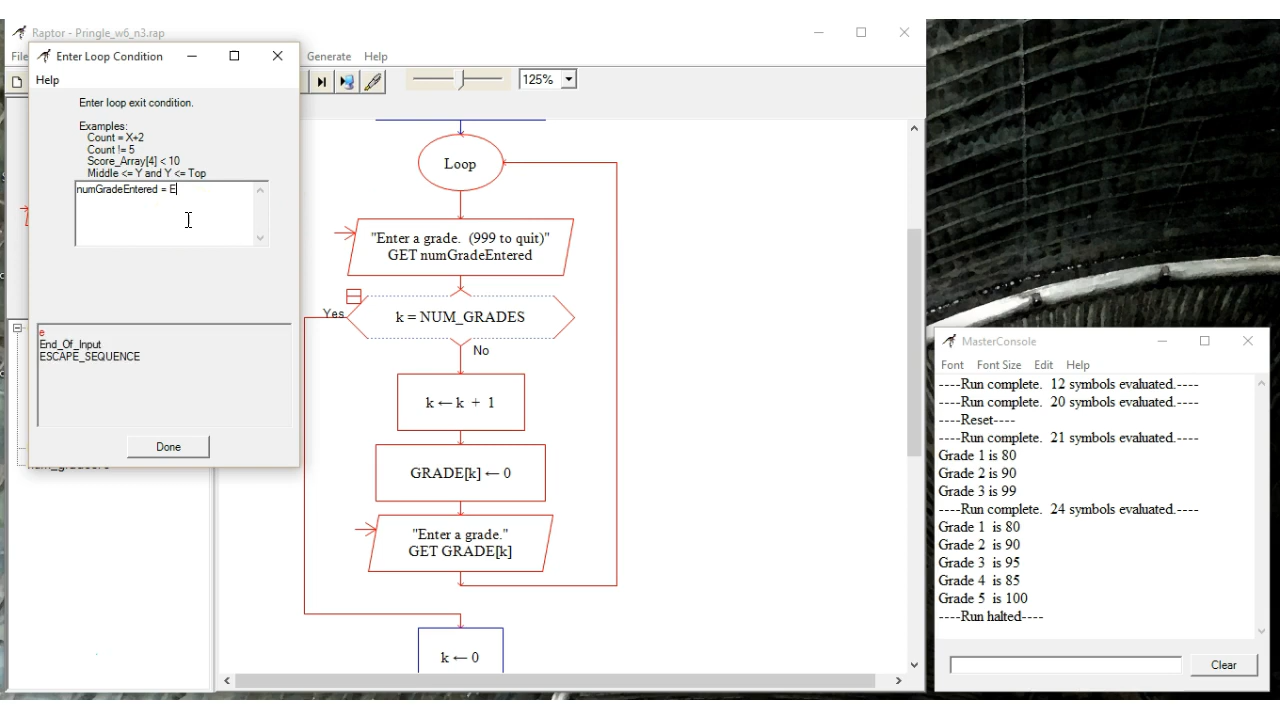 Raptor - Pringle_w6_n3.rap
File
Generate Help
125%
Enter Loop Condition
Help
Enter loop exit condition.
Examples:
Count = X+2
Count != 5
Score_Array[4] < 10
Middle <= Y and Y <= Top
numGradeEntered = E
e
End_Of_Input
ESCAPE_SEQUENCE
Done
Loop
"Enter a grade. (999 to quit)"
GET numGradeEntered
Yes
k = NUM_GRADES
No
k ← k + 1
GRADE[k] ← 0
"Enter a grade."
GET GRADE[k]
k ← 0
MasterConsole
Font Font Size Edit Help
----Run complete. 12 symbols evaluated.----
----Run complete. 20 symbols evaluated.----
----Reset----
----Run complete. 21 symbols evaluated.----
Grade 1 is 80
Grade 2 is 90
Grade 3 is 99
----Run complete. 24 symbols evaluated.----
Grade 1 is 80
Grade 2 is 90
Grade 3 is 95
Grade 4 is 85
Grade 5 is 100
----Run halted----
Clear